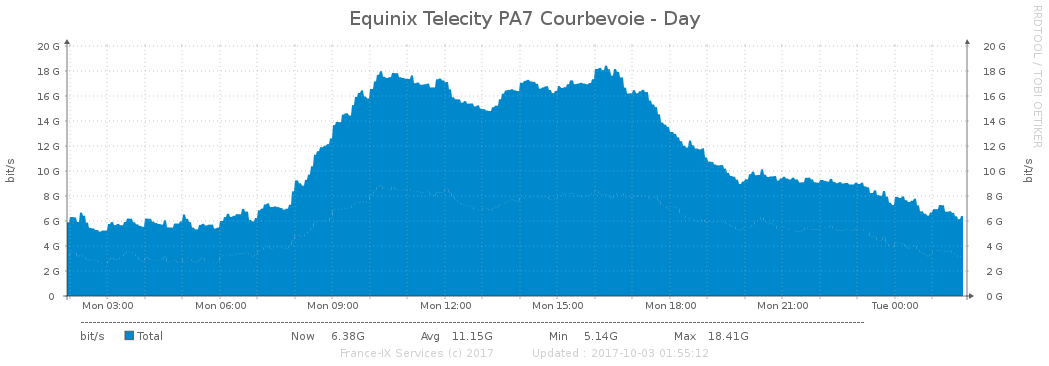 Equinix Telecity PA7 Courbevoie - Day
RRDTOOL / TOBI OETIKER
bit/s
20 G 20 G
18 G 18 G
16 G 16 G
14 G 14 G
12 G 12 G
10 G 10 G
8 G 8 G
6 G 6 G
4 G 4 G
2 G 2 G
0 0 G
bit/s
Mon 03:00 Mon 06:00 Mon 09:00 Mon 12:00 Mon 15:00 Mon 18:00 Mon 21:00 Tue 00:00
bit/s Total Now 6.38G Avg 11.15G Min 5.14G Max 18.41G
France-IX Services (c) 2017 Updated : 2017-10-03 01:55:12